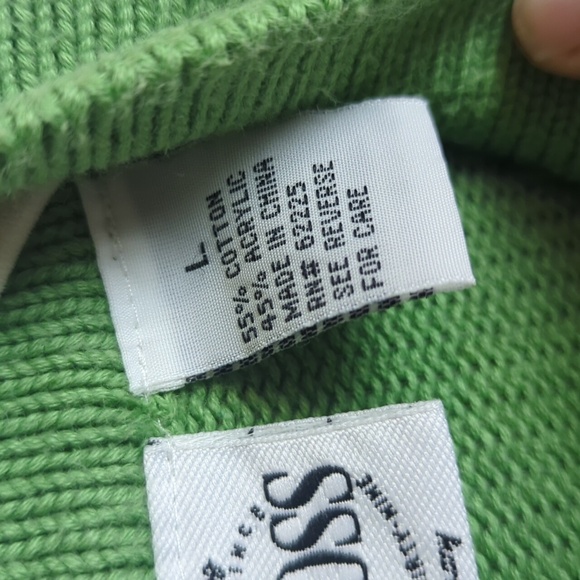 L
55% COTTON
45% ACRYLIC
MADE IN CHINA
RN# 62225
SEE REVERSE
FOR CARE
OSS